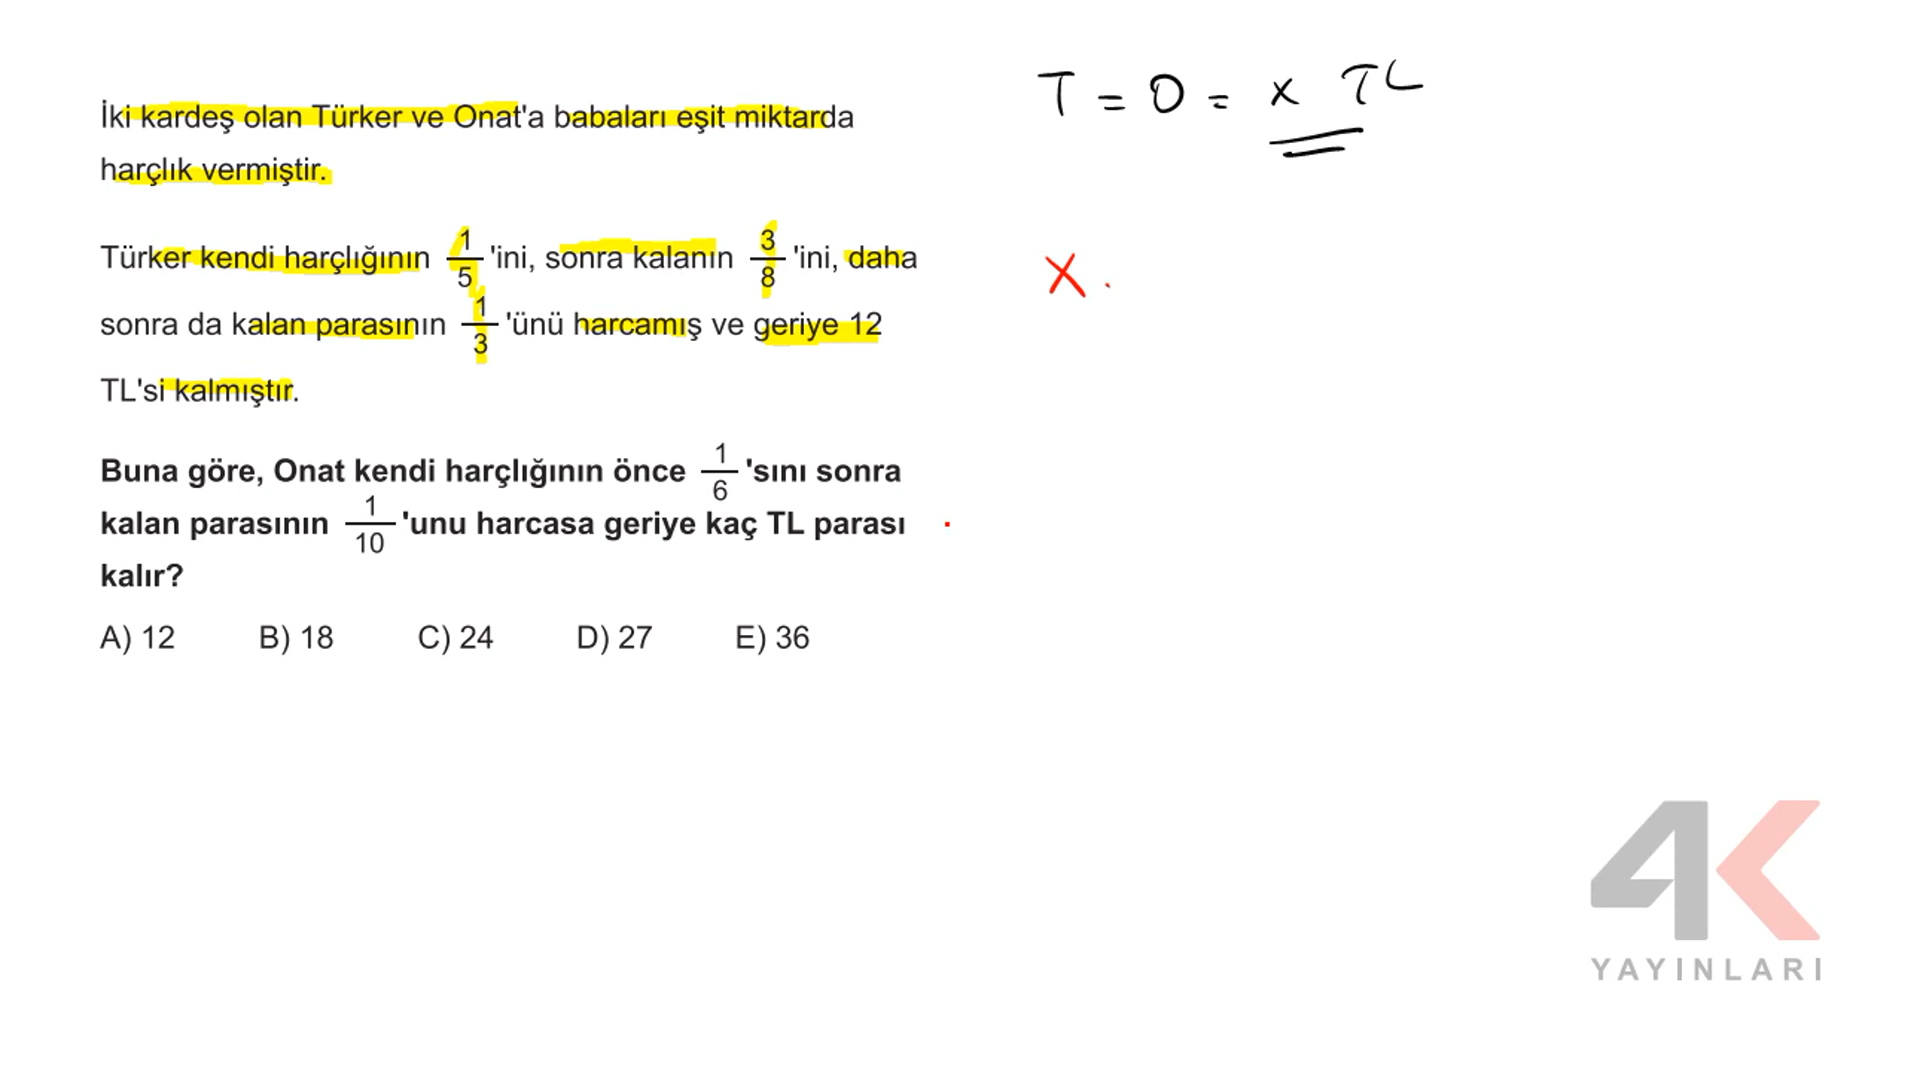 İki kardeş olan Türker ve Onat'a babaları eşit miktarda
harçlık vermiştir.
Türker kendi harçlığının 1/5 'ini, sonra kalanın 3/8 'ini, daha
sonra da kalan parasının 1/3 'ünü harcamış ve geriye 12
TL'si kalmıştır.
Buna göre, Onat kendi harçlığının önce 1/6 'sını sonra
kalan parasının 1/10 'unu harcasa geriye kaç TL parası
kalır?
A) 12 B) 18 C) 24 D) 27 E) 36
T = O = x TL
x .
4K
YAYINLARI